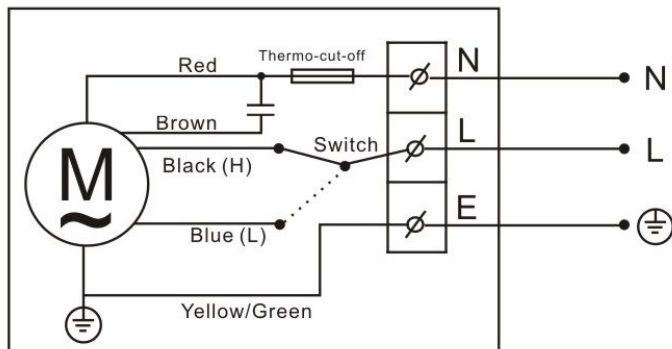 Thermo-cut-off
N
N
Red
Brown
Switch
L
L
Black (H)
M
~
E
Blue (L)
Yellow/Green